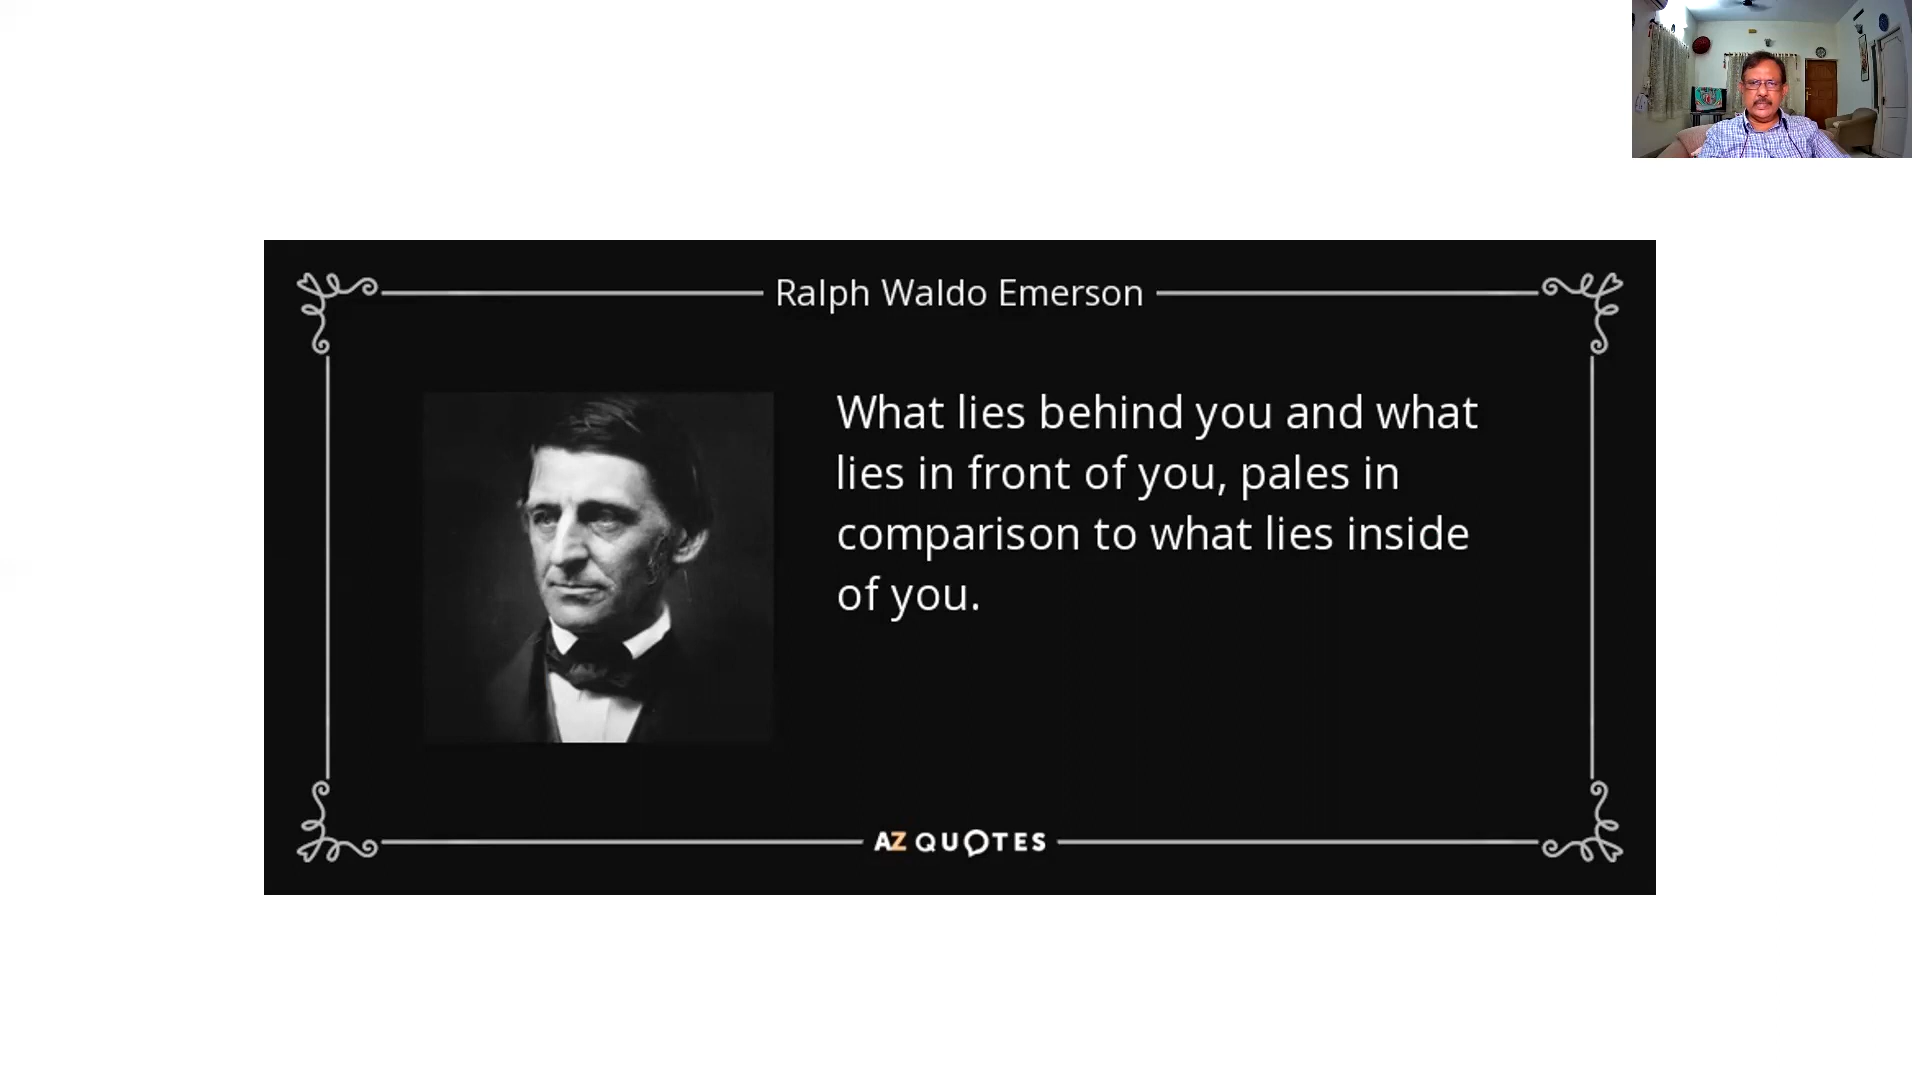 Ralph Waldo Emerson
What lies behind you and what
lies in front of you, pales in
comparison to what lies inside
of you.
AZ QUOTES